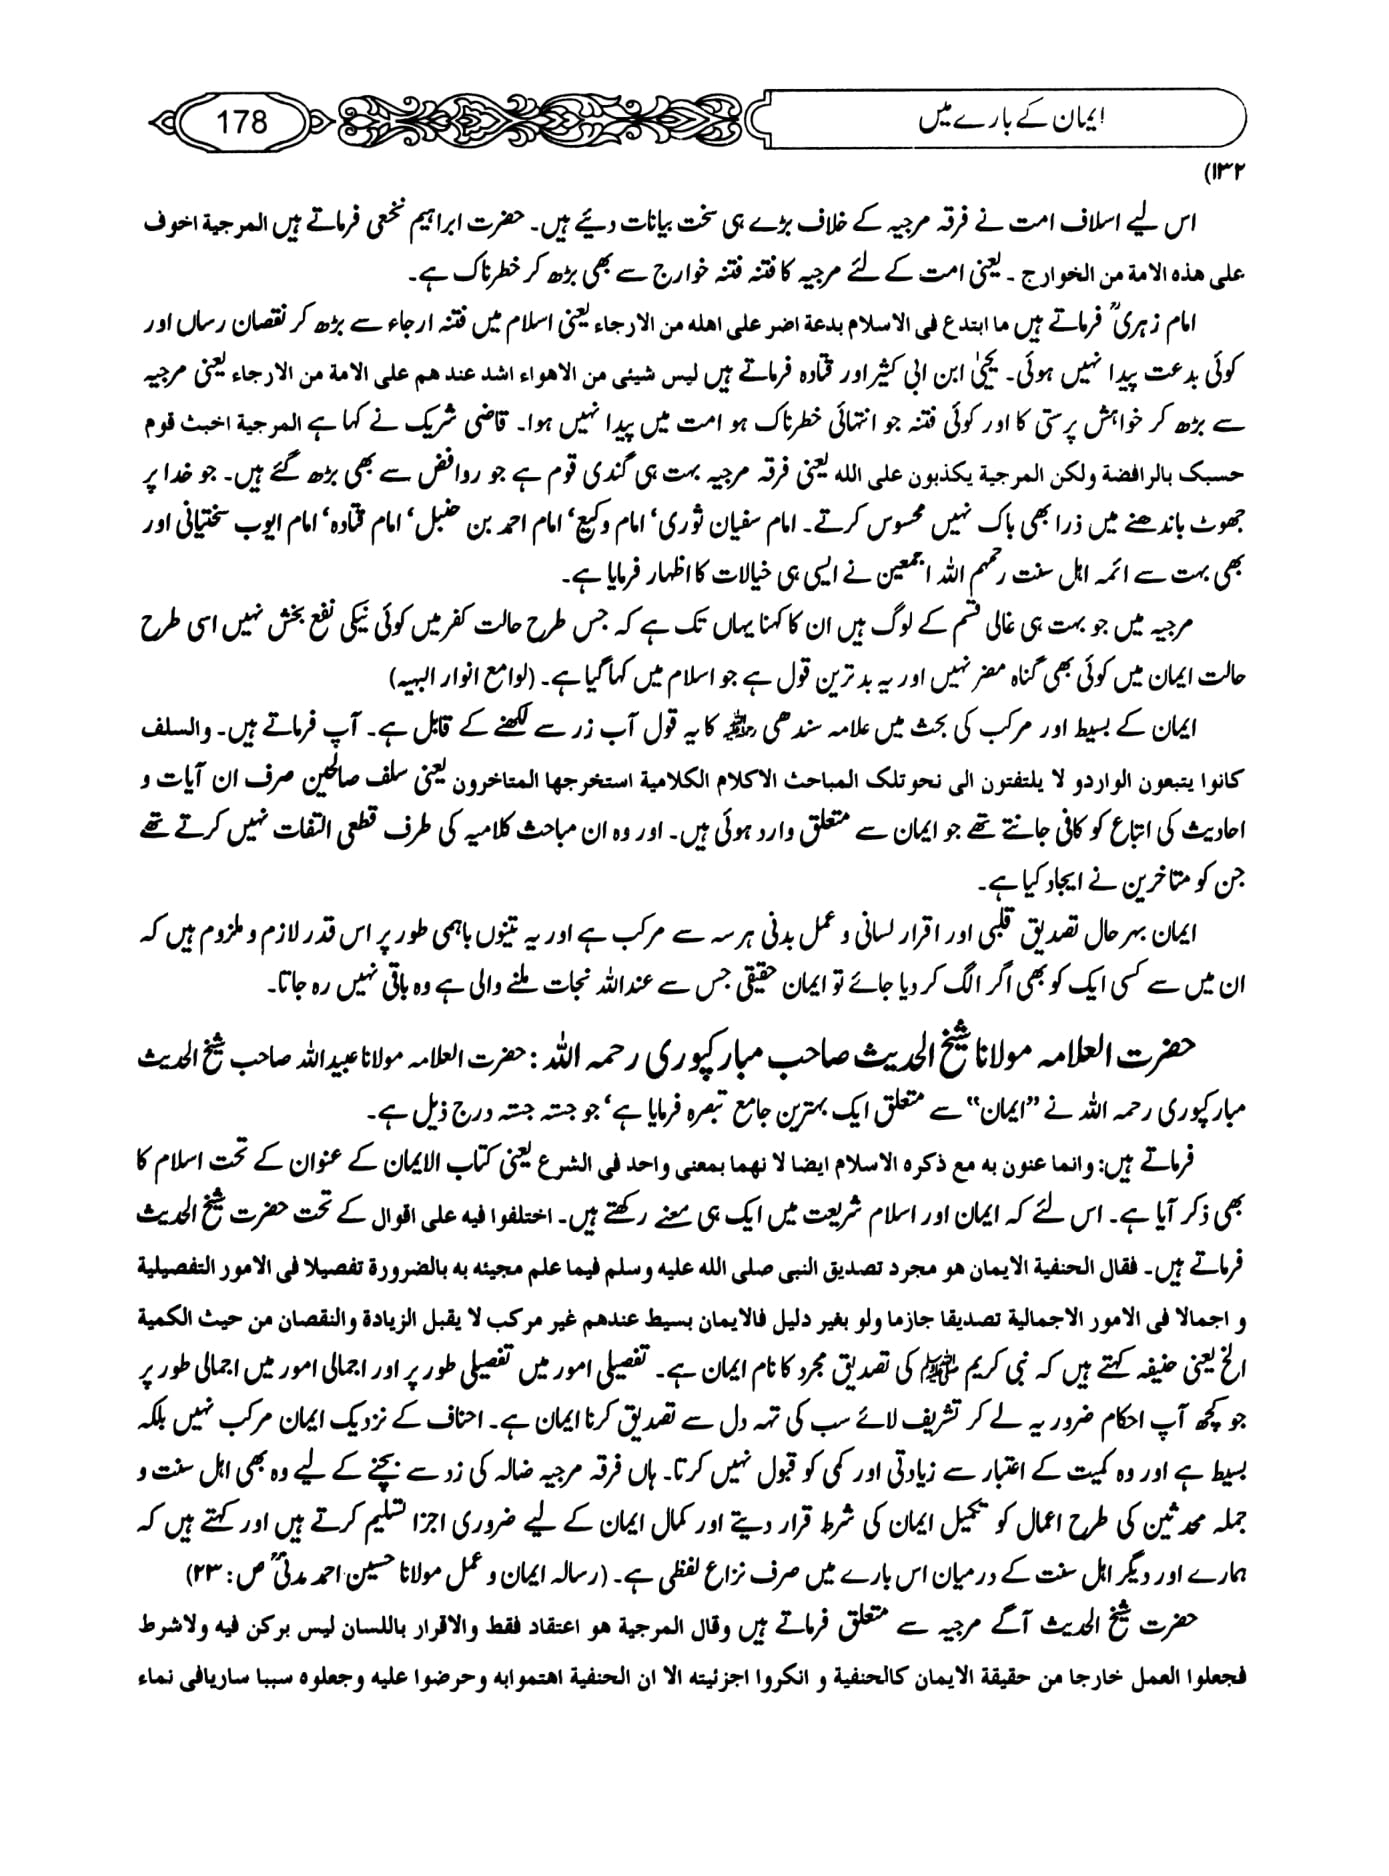 ایمان کے بارے میں
178
۱۳۲)
اس لیے اسلاف امت نے فرقہ مرجیہ کے خلاف بڑے ہی سخت بیانات دیئے ہیں۔ حضرت ابراہیم نخعی فرماتے ہیں المرجیة اخوف
علی هذه الامة من الخوارج ۔ یعنی امت کے لئے مرجیہ کا فتنہ فتنہ خوارج سے بھی بڑھ کر خطرناک ہے۔
امام زہریؒ فرماتے ہیں ما ابتدع فی الاسلام بدعة اضر علی اهله من الارجاء یعنی اسلام میں فتنہ ارجاء سے بڑھ کر نقصان رساں اور
کوئی بدعت پیدا نہیں ہوئی۔ یحییٰ ابن ابی کثیر اور قتادہ فرماتے ہیں لیس شیئی من الاهواء اشد عند هم علی الامة من الارجاء یعنی مرجیہ
سے بڑھ کر خواہش پرستی کا اور کوئی فتنہ جو انتہائی خطرناک ہو امت میں پیدا نہیں ہوا۔ قاضی شریک نے کہا ہے المرجیة اخبث قوم
حسبک بالرافضة ولکن المرجیة یکذبون علی الله یعنی فرقہ مرجیہ بہت ہی گندی قوم ہے جو روافض سے بھی بڑھ گئے ہیں۔ جو خدا پر
جھوٹ باندھنے میں ذرا بھی باک نہیں محسوس کرتے۔ امام سفیان ثوری‘ امام وکیع‘ امام احمد بن حنبل‘ امام قتادہ‘ امام ایوب سختیانی اور
بھی بہت سے ائمہ اہل سنت رحمہم اللہ اجمعین نے ایسی ہی خیالات کا اظہار فرمایا ہے۔
مرجیہ میں جو بہت ہی غالی قسم کے لوگ ہیں ان کا کہنا یہاں تک ہے کہ جس طرح حالت کفر میں کوئی نیکی نفع بخش نہیں اسی طرح
حالت ایمان میں کوئی بھی گناہ مضر نہیں اور یہ بد ترین قول ہے جو اسلام میں کہا گیا ہے۔ (لوامع انوار البہیہ)
ایمان کے بسیط اور مرکب کی بحث میں علامہ سندھی رحمہ اللہ کا یہ قول آب زر سے لکھنے کے قابل ہے۔ آپ فرماتے ہیں۔ والسلف
کانوا یتبعون الواردو لا یلتفتون الی نحو تلک المباحث الاکلام الکلامیة استخرجها المتاخرون یعنی سلف صالحین صرف ان آیات و
احادیث کی اتباع کو کافی جانتے تھے جو ایمان سے متعلق وارد ہوئی ہیں۔ اور وہ ان مباحث کلامیہ کی طرف قطعی التفات نہیں کرتے تھے
جن کو متاخرین نے ایجاد کیا ہے۔
ایمان بہرحال تصدیق قلبی اور اقرار لسانی و عمل بدنی ہر سہ سے مرکب ہے اور یہ تینوں باہمی طور پر اس قدر لازم و ملزوم ہیں کہ
ان میں سے کسی ایک کو بھی اگر الگ کر دیا جائے تو ایمان حقیقی جس سے عنداللہ نجات ملنے والی ہے وہ باقی نہیں رہ جاتا۔
حضرت العلامہ مولانا شیخ الحدیث صاحب مبارکپوری رحمہ اللہ : حضرت العلامہ مولانا عبیداللہ صاحب شیخ الحدیث
مبارکپوری رحمہ اللہ نے ”ایمان“ سے متعلق ایک بہترین جامع تبصرہ فرمایا ہے‘ جو جستہ جستہ درج ذیل ہے۔
فرماتے ہیں: وانما عنون به مع ذکره الاسلام ایضا لا نهما بمعنی واحد فی الشرع یعنی کتاب الایمان کے عنوان کے تحت اسلام کا
بھی ذکر آیا ہے۔ اس لئے کہ ایمان اور اسلام شریعت میں ایک ہی معنے رکھتے ہیں۔ اختلفوا فیه علی اقوال کے تحت حضرت شیخ الحدیث
فرماتے ہیں۔ فقال الحنفیة الایمان هو مجرد تصدیق النبی صلی الله علیه وسلم فیما علم مجیئه به بالضرورة تفصیلا فی الامور التفصیلیة
و اجمالا فی الامور الاجمالیة تصدیقا جازما ولو بغیر دلیل فالایمان بسیط عندهم غیر مرکب لا یقبل الزیادة والنقصان من حیث الکمیة
الخ یعنی حنیفہ کہتے ہیں کہ نبی کریم ﷺ کی تصدیق مجرد کا نام ایمان ہے۔ تفصیلی امور میں تفصیلی طور پر اور اجمالی امور میں اجمالی طور پر
جو کچھ آپ احکام ضروریہ لے کر تشریف لائے سب کی تہہ دل سے تصدیق کرنا ایمان ہے۔ احناف کے نزدیک ایمان مرکب نہیں بلکہ
بسیط ہے اور وہ کمیت کے اعتبار سے زیادتی اور کمی کو قبول نہیں کرتا۔ ہاں فرقہ مرجیہ ضالہ کی زد سے بچنے کے لیے وہ بھی اہل سنت و
جملہ محدثین کی طرح اعمال کو تکمیل ایمان کی شرط قرار دیتے اور کمال ایمان کے لیے ضروری اجزا تسلیم کرتے ہیں اور کہتے ہیں کہ
ہمارے اور دیگر اہل سنت کے درمیان اس بارے میں صرف نزاع لفظی ہے۔ (رسالہ ایمان و عمل مولانا حسین احمد مدنیؒ ص: ۲۳)
حضرت شیخ الحدیث آگے مرجیہ سے متعلق فرماتے ہیں وقال المرجیة هو اعتقاد فقط والاقرار باللسان لیس برکن فیه ولاشرط
فجعلوا العمل خارجا من حقیقة الایمان کالحنفیة و انکروا اجزئیته الا ان الحنفیة اهتموابه وحرضوا علیه وجعلوه سببا ساریافی نماء